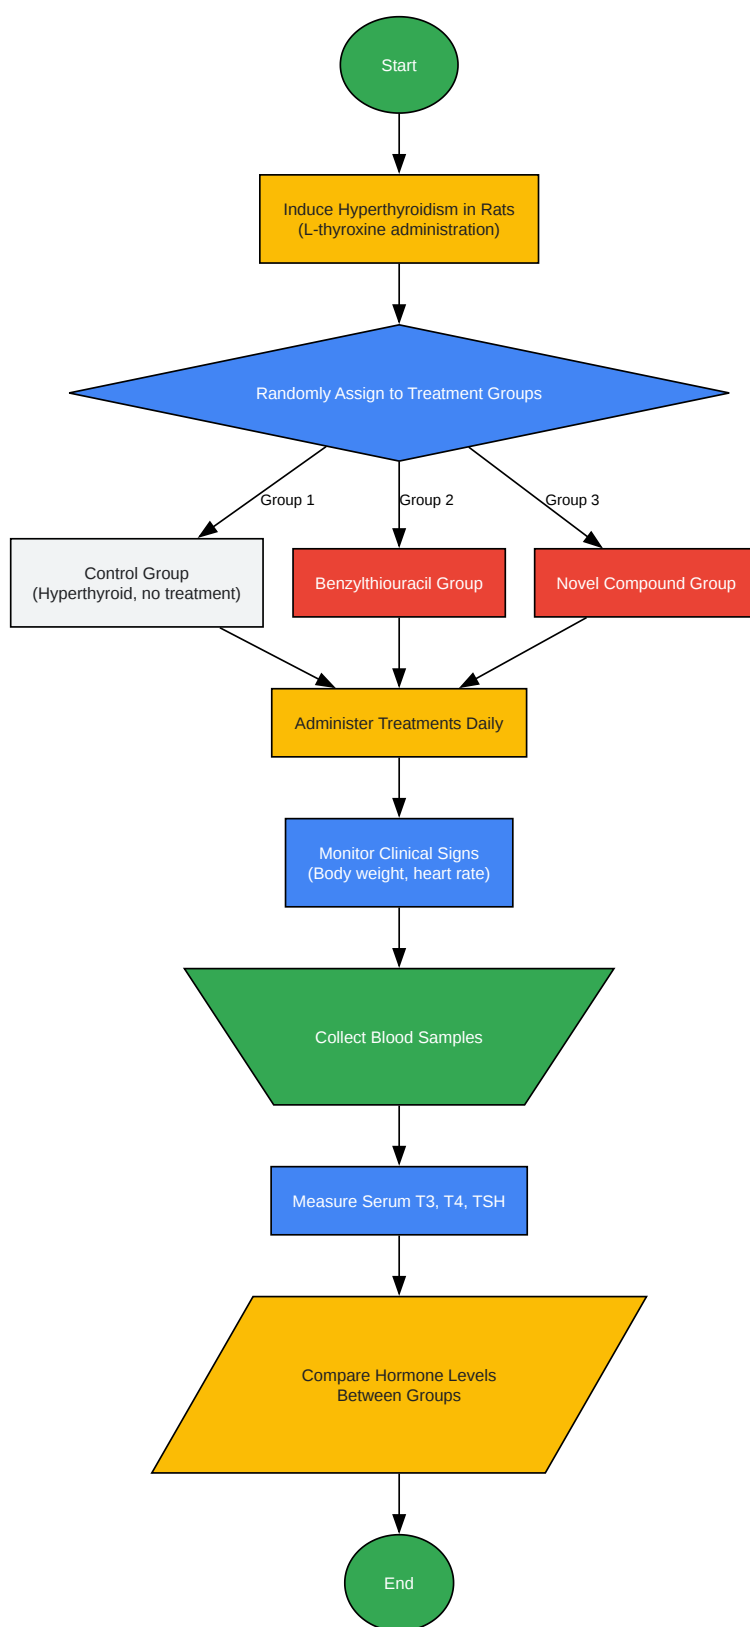 Start
Induce Hyperthyroidism in Rats
(L-thyroxine administration)
Randomly Assign to Treatment Groups
Group 1
Group 2
Group 3
Control Group
(Hyperthyroid, no treatment)
Benzylthiouracil Group
Novel Compound Group
Administer Treatments Daily
Monitor Clinical Signs
(Body weight, heart rate)
Collect Blood Samples
Measure Serum T3, T4, TSH
Compare Hormone Levels
Between Groups
End